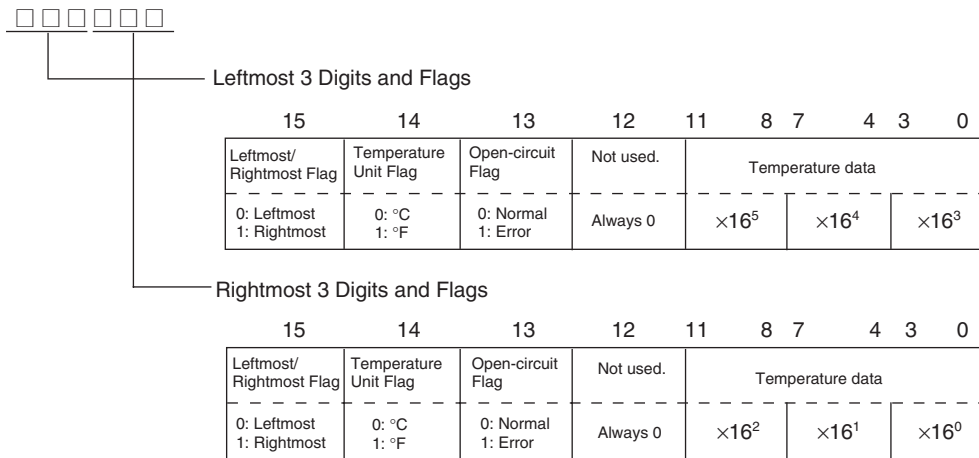 □□□□□□
Leftmost 3 Digits and Flags
15 14 13 12 11 8 7 4 3 0
Leftmost/ Rightmost Flag Temperature Unit Flag Open-circuit Flag Not used. Temperature data
0: Leftmost 1: Rightmost 0: °C 1: °F 0: Normal 1: Error Always 0 ×16⁵ ×16⁴ ×16³
Rightmost 3 Digits and Flags
15 14 13 12 11 8 7 4 3 0
Leftmost/ Rightmost Flag Temperature Unit Flag Open-circuit Flag Not used. Temperature data
0: Leftmost 1: Rightmost 0: °C 1: °F 0: Normal 1: Error Always 0 ×16² ×16¹ ×16⁰